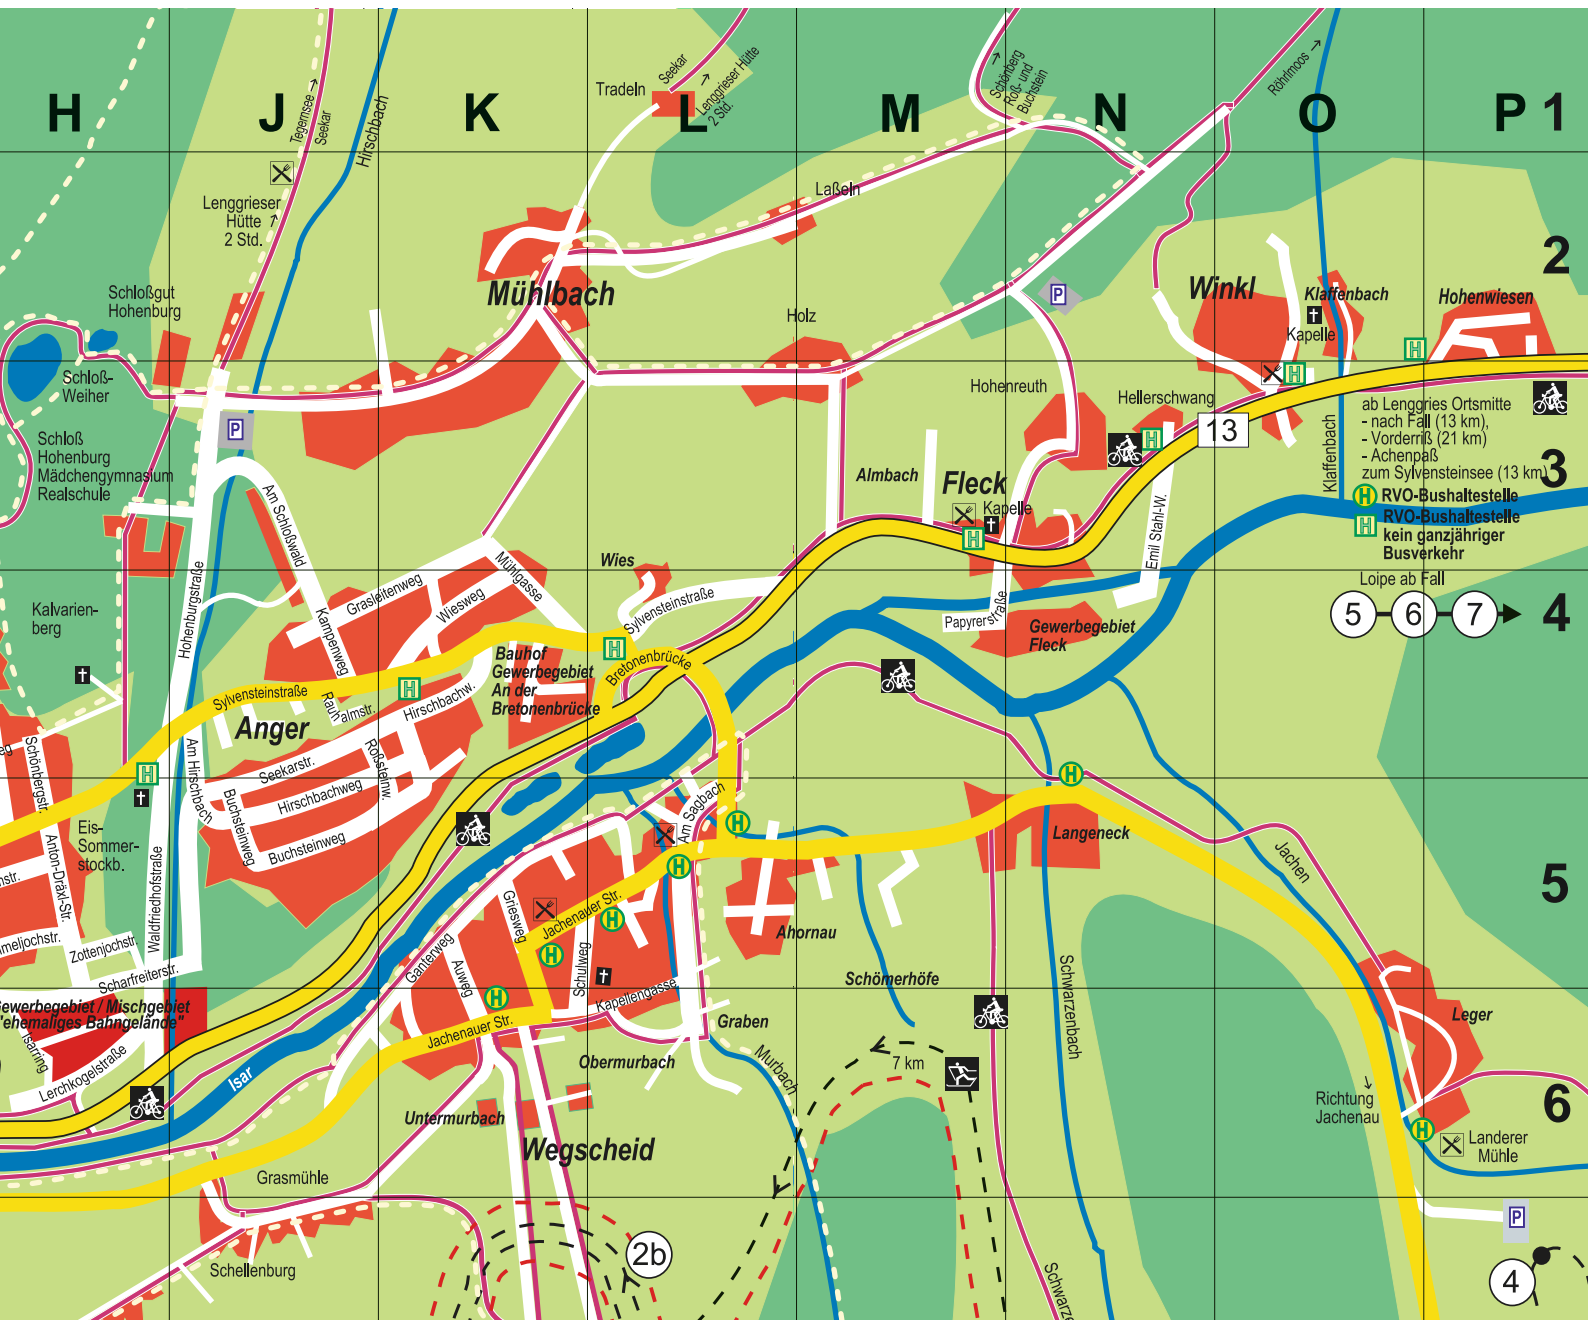 H
J
K
L
M
N
O
P 1
2
3
4
5
6
Tegernsee →
Seekar
Hirschbach
Tradeln
Seekar
Lenggrieser Hütte
2 Std.
Schönberg
Roß- und
Buchstein
Röhrlmoos →
Lenggrieser
Hütte
2 Std.
Laßeln
Schloßgut
Hohenburg
Mühlbach
Holz
Winkl
Klaffenbach
Kapelle
Hohenwiesen
Schloß-
Weiher
P
P
H
H
Schloß
Hohenburg
Mädchengymnasium
Realschule
Hohenreuth
Hellerschwang
13
H
ab Lenggries Ortsmitte
- nach Fall (13 km),
- Vorderriß (21 km)
- Achenpaß
zum Sylvensteinsee (13 km)
H RVO-Bushaltestelle
H RVO-Bushaltestelle
kein ganzjähriger
Busverkehr
Klaffenbach
Almbach
Fleck
Kapelle
H
Emil Stahl-W.
Am Schloßwald
Hohenburgstraße
Wies
Mühlgasse
Grasleitenweg
Wiesweg
Kampenweg
Sylvensteinstraße
Loipe ab Fall
5
6
7
Kalvarien-
berg
Papyrerstraße
Gewerbegebiet
Fleck
Bauhof
Gewerbegebiet
An der
Bretonenbrücke
H
Bretonenbrücke
H
Sylvensteinstraße
Rauhalmstr.
Hirschbachw.
Anger
Schönbergstr.
Am Hirschbach
Seekarstr.
Roßsteinw.
Hirschbachweg
Buchsteinweg
Buchsteinweg
H
Eis-
Sommer-
stockb.
Anton-Dräxl-Str.
Waldfriedhofstraße
Am Sagbach
H
H
H
Langeneck
Jachen
Griesweg
Jachenauer Str.
H
H
Ahornau
Zottenjochstr.
Scharfreiterstr.
Ganterweg
Auweg
Schulweg
Schömerhöfe
Schwarzenbach
Gewerbegebiet / Mischgebiet
"ehemaliges Bahngelände"
H
Kapellengasse
Jachenauer Str.
Graben
Leger
Lerchkogelstraße
Isar
Obermurbach
Murbach
7 km
Richtung
Jachenau
Untermurbach
H
Landerer
Mühle
Wegscheid
Grasmühle
Schellenburg
2b
P
4